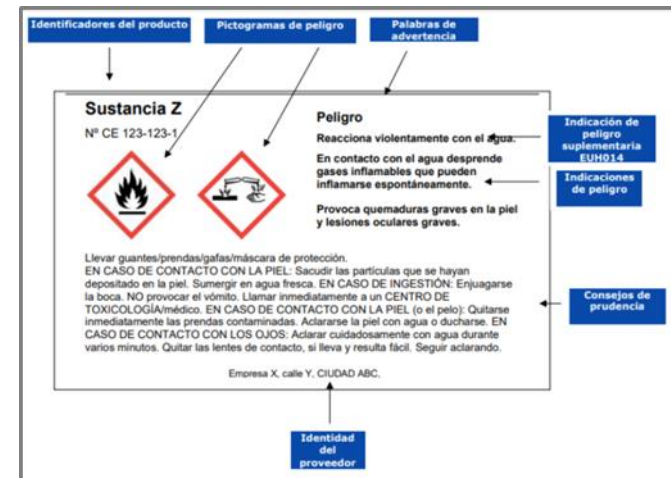 Identificadores del producto
Pictogramas de peligro
Palabras de
advertencia
Sustancia Z
Nº CE 123-123-1
Peligro
Reacciona violentamente con el agua.
En contacto con el agua desprende
gases inflamables que pueden
inflamarse espontáneamente.
Provoca quemaduras graves en la piel
y lesiones oculares graves.
Indicación de
peligro
suplementaria
EUH014
Indicaciones
de peligro
Llevar guantes/prendas/gafas/máscara de protección.
EN CASO DE CONTACTO CON LA PIEL: Sacudir las partículas que se hayan
depositado en la piel. Sumergir en agua fresca. EN CASO DE INGESTIÓN: Enjuagarse
la boca. NO provocar el vómito. Llamar inmediatamente a un CENTRO DE
TOXICOLOGÍA/médico. EN CASO DE CONTACTO CON LA PIEL (o el pelo): Quitarse
inmediatamente las prendas contaminadas. Aclararse la piel con agua o ducharse. EN
CASO DE CONTACTO CON LOS OJOS: Aclarar cuidadosamente con agua durante
varios minutos. Quitar las lentes de contacto, si lleva y resulta fácil. Seguir aclarando.
Consejos de
prudencia
Empresa X, calle Y, CIUDAD ABC,
Identidad
del
proveedor